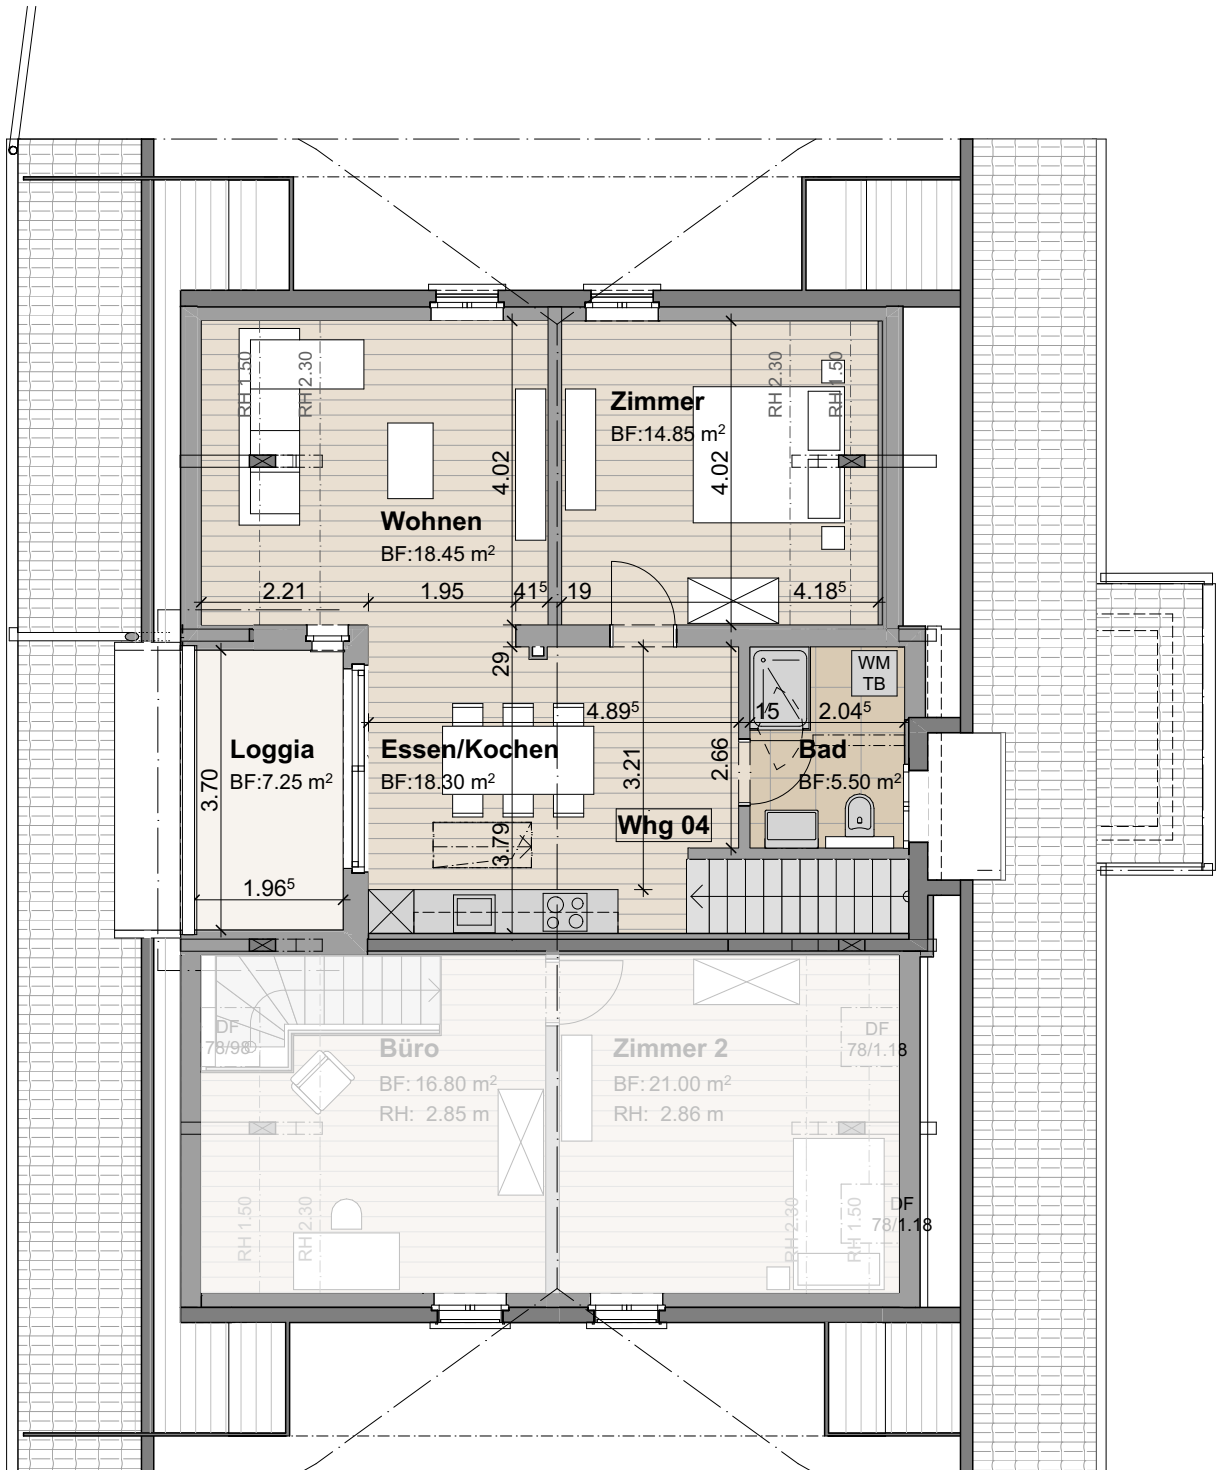 RH 1.50
RH 2.30
RH 2.30
RH 1.50
Zimmer
BF:14.85 m²
4.02
4.02
Wohnen
BF:18.45 m²
2.21
1.95
41⁵
19
4.18⁵
29
WM
TB
4.89⁵
15
2.04⁵
Loggia
BF:7.25 m²
Essen/Kochen
BF:18.30 m²
Bad
BF:5.50 m²
3.70
3.21
2.66
Whg 04
3.79
1.96⁵
DF
78/98
Büro
BF: 16.80 m²
RH: 2.85 m
Zimmer 2
BF: 21.00 m²
RH: 2.86 m
DF
78/1.18
RH 1.50
RH 2.30
RH 2.30
RH 1.50
DF
78/1.18